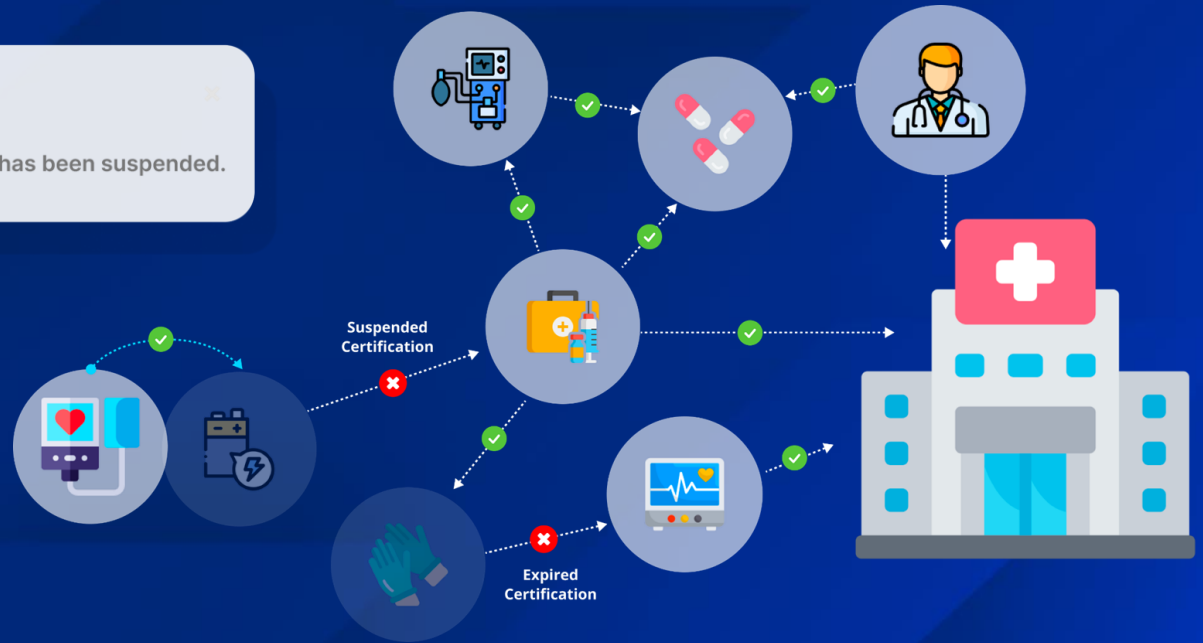 has been suspended.
Suspended
Certification
Expired
Certification